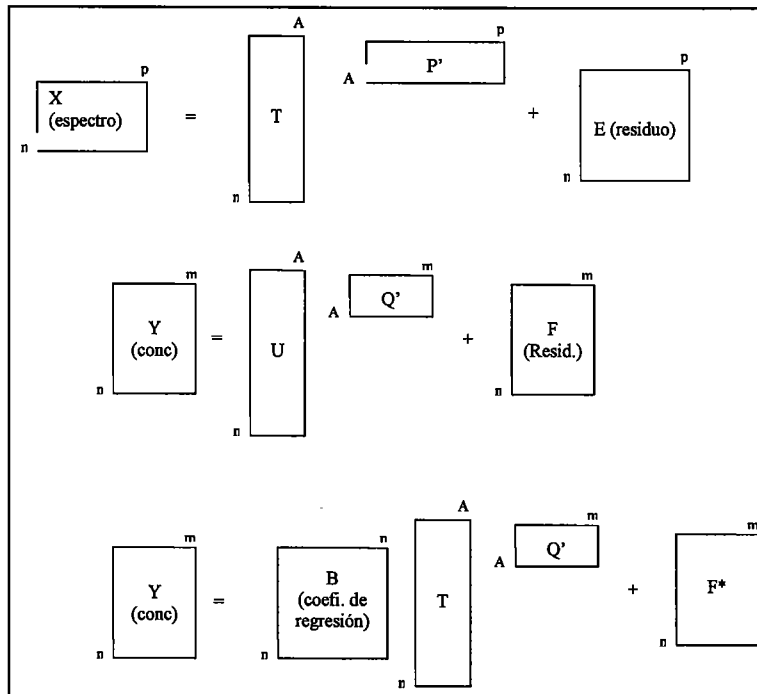 A
p
p
P'
A
p
X
(espectro)
=
T
+
E (residuo)
n
n
n
A
m
m
m
Q'
A
Y
(conc)
=
U
+
F
(Resid.)
n
n
n
A
m
n
m
m
Q'
A
Y
(conc)
=
B
(coefi. de
regresión)
T
+
F*
n
n
n
n